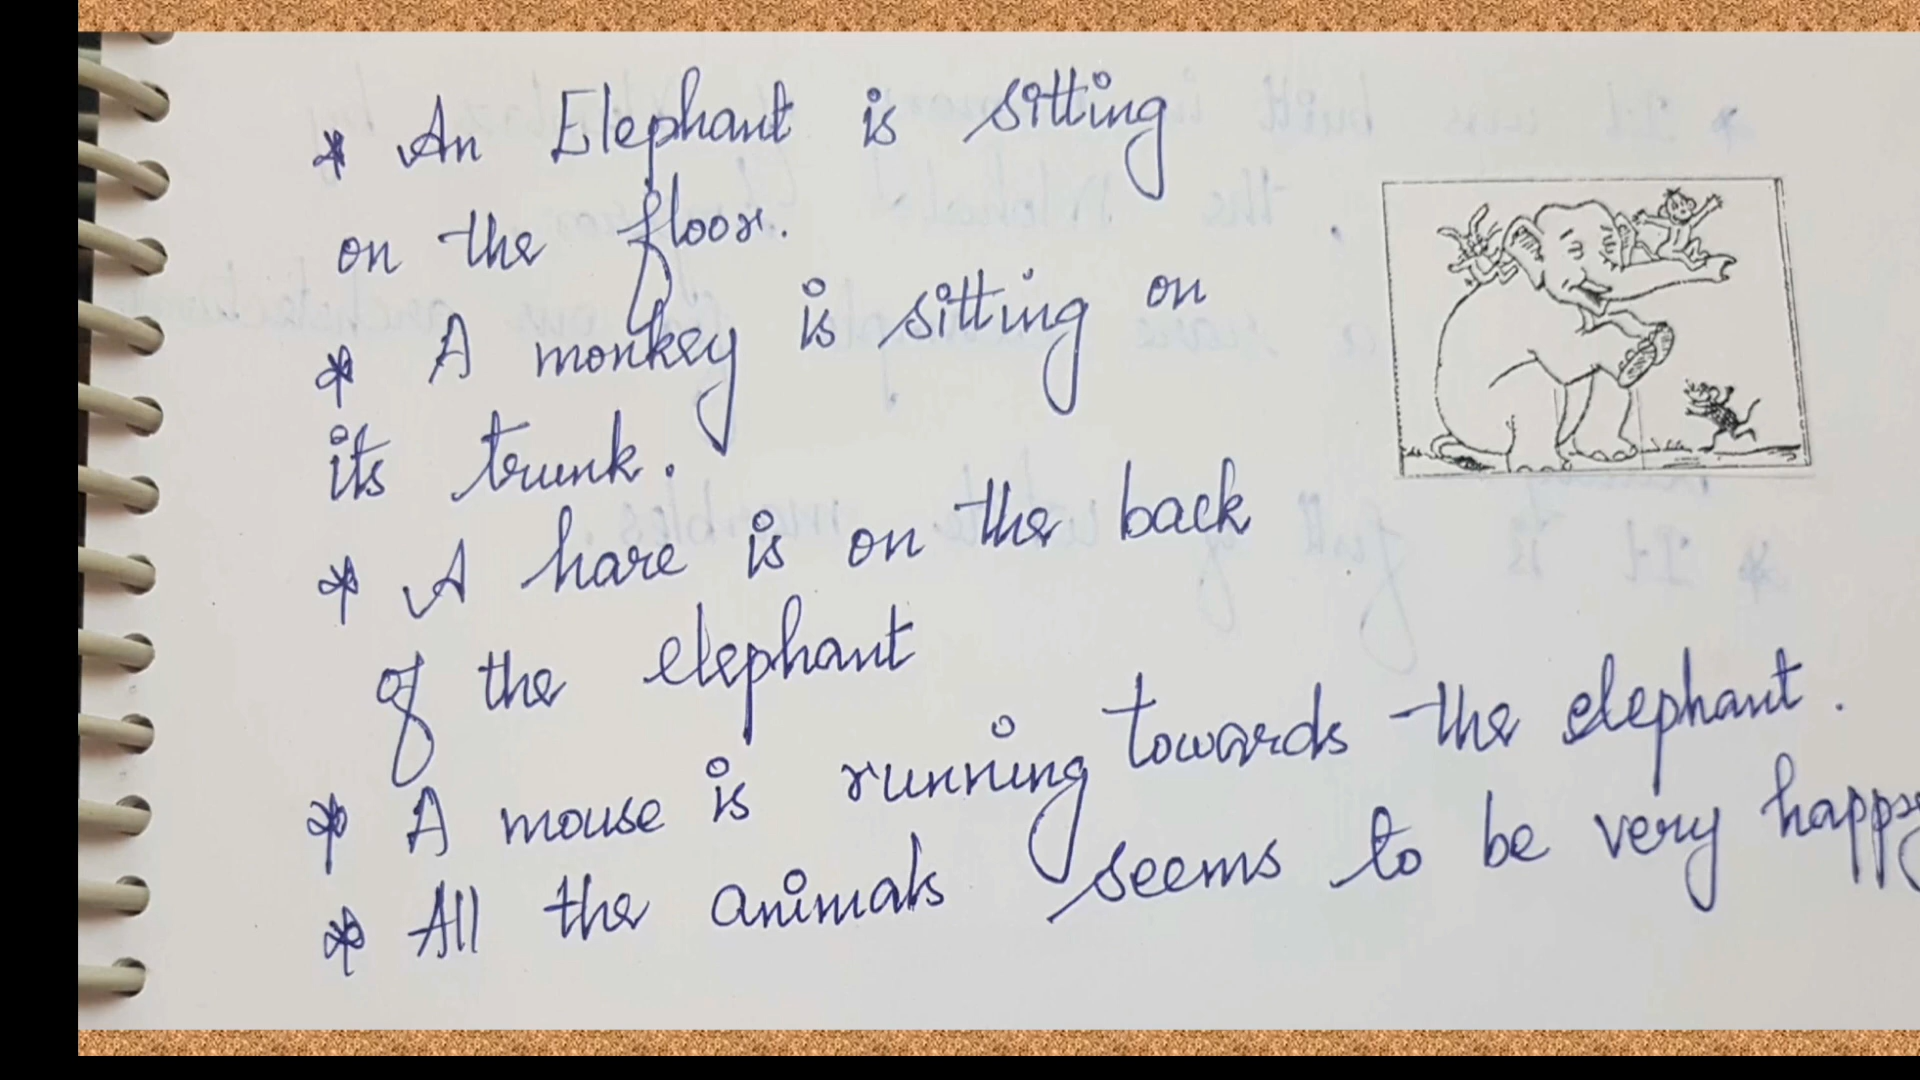 * An Elephant is sitting
on the floor.
* A monkey is sitting on
its trunk.
* A hare is on the back
of the elephant
* A mouse is running towards the elephant.
* All the animals seems to be very happy